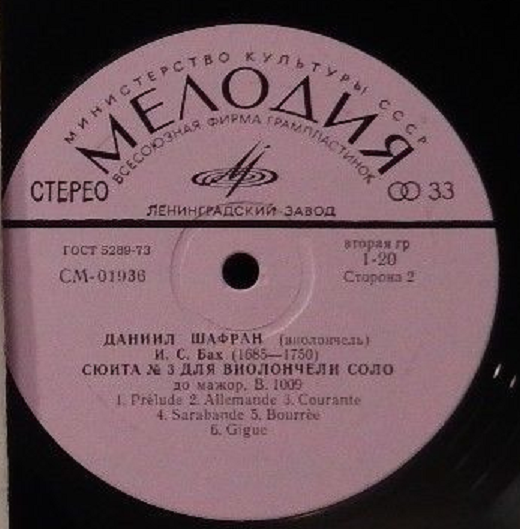 МИНИСТЕРСТВО КУЛЬТУРЫ СССР
МЕЛОДИЯ
ВСЕСОЮЗНАЯ ФИРМА ГРАМПЛАСТИНОК
СТЕРЕО 33
ЛЕНИНГРАДСКИЙ ЗАВОД
ГОСТ 5289-73 вторая гр
1-20
СМ-01936 Сторона 2
ДАНИИЛ ШАФРАН (виолончель)
И. С. Бах (1685—1750)
СЮИТА № 3 ДЛЯ ВИОЛОНЧЕЛИ СОЛО
до мажор, В. 1009
1. Prélude 2. Allemande 3. Courante
4. Sarabande 5. Bourrée
6. Gigue